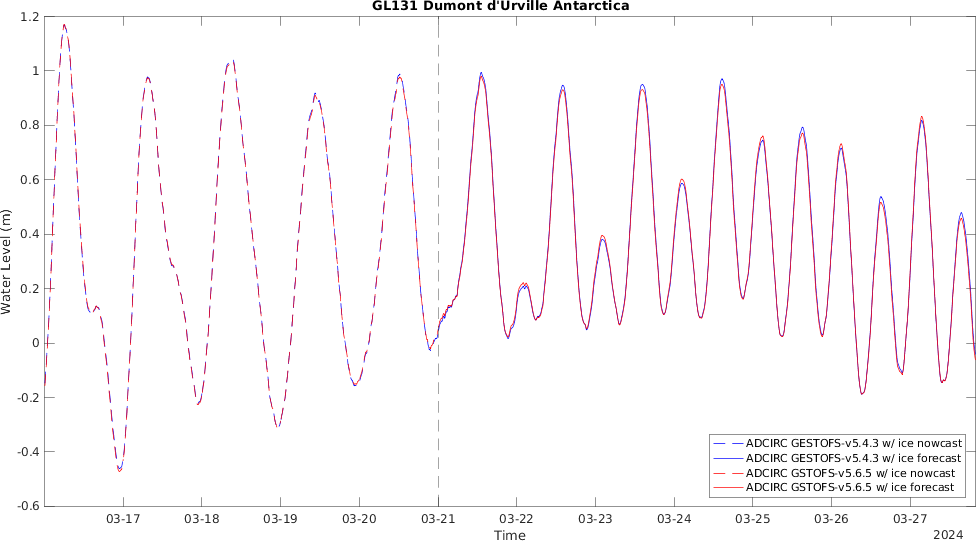 GL131 Dumont d'Urville Antarctica
1.2
1
0.8
0.6
0.4
0.2
0
-0.2
-0.4
-0.6
Water Level (m)
ADCIRC GESTOFS-v5.4.3 w/ ice nowcast
ADCIRC GESTOFS-v5.4.3 w/ ice forecast
ADCIRC GSTOFS-v5.6.5 w/ ice nowcast
ADCIRC GSTOFS-v5.6.5 w/ ice forecast
03-17 03-18 03-19 03-20 03-21 03-22 03-23 03-24 03-25 03-26 03-27
Time
2024